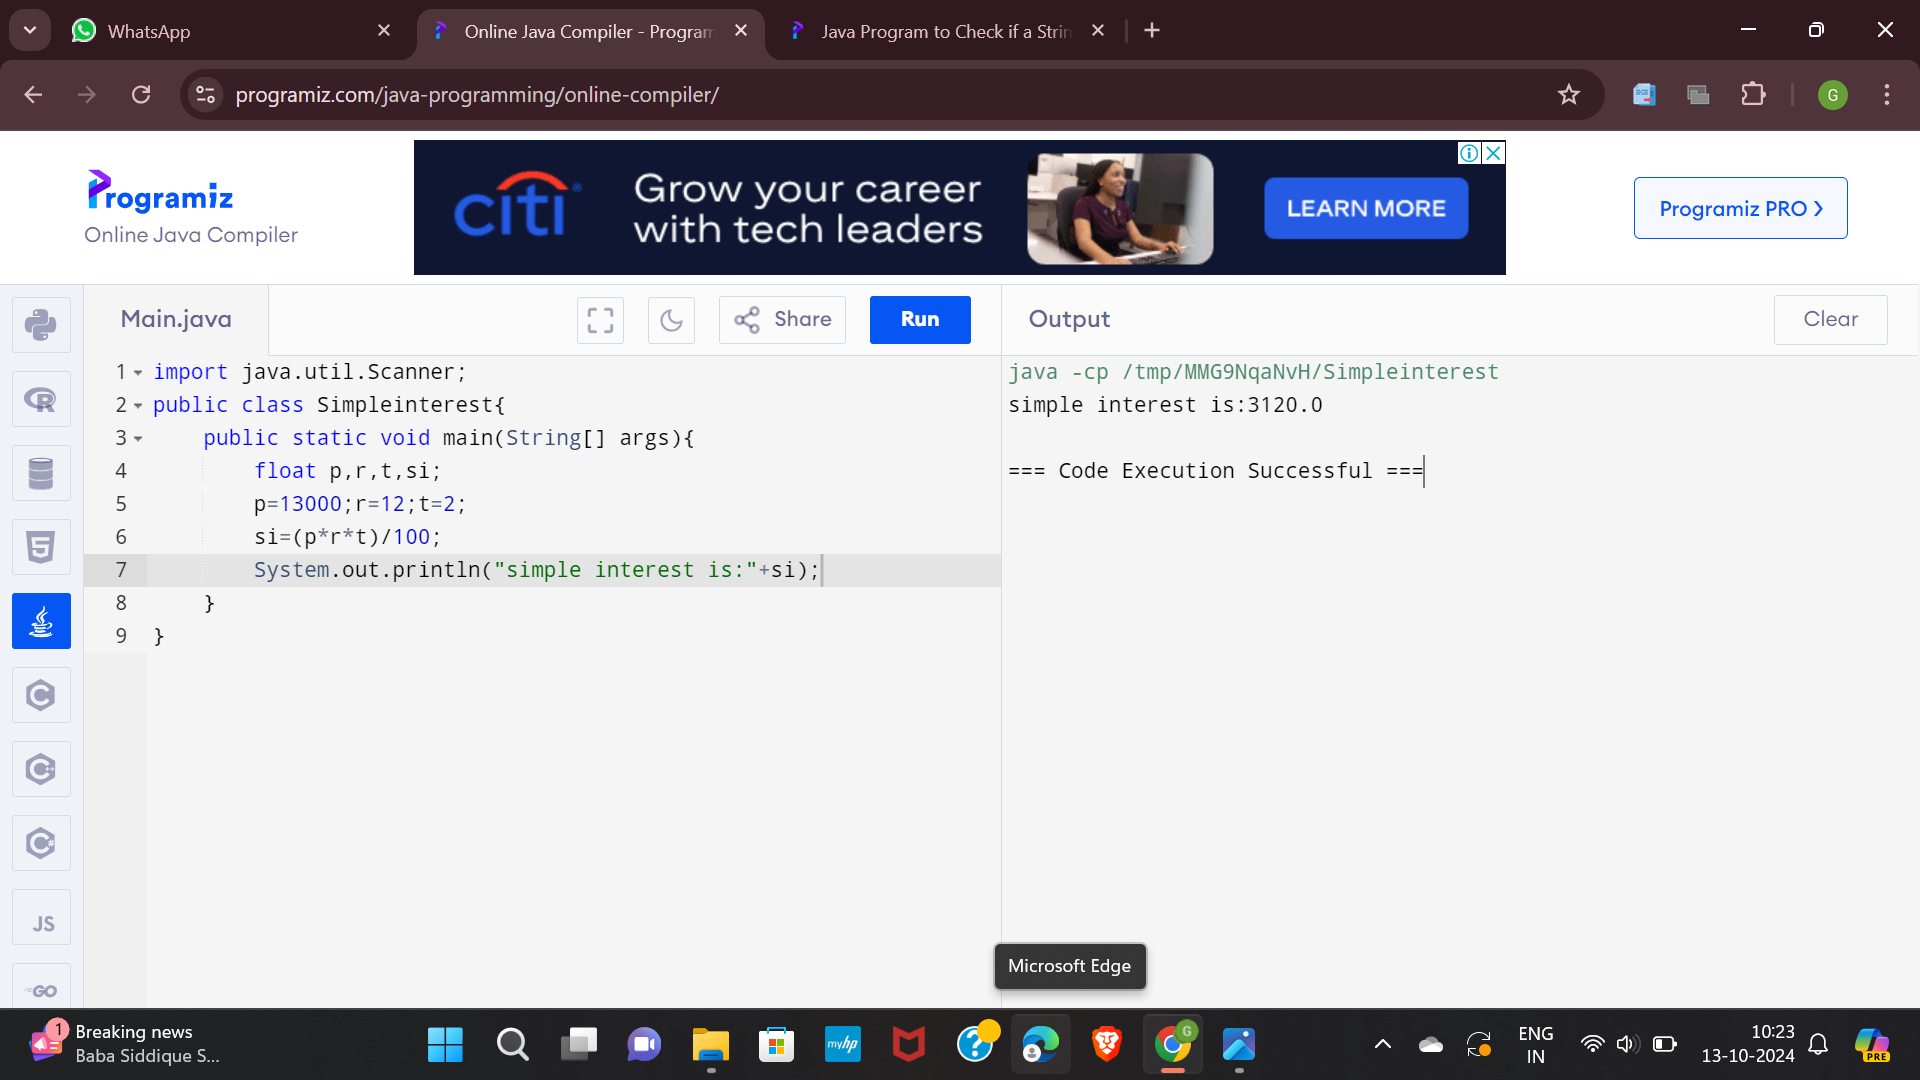 WhatsApp
Online Java Compiler - Program
Java Program to Check if a Strin
programiz.com/java-programming/online-compiler/
G
Programiz
Online Java Compiler
citi
Grow your career
with tech leaders
LEARN MORE
Programiz PRO
Main.java
Share
Run
Output
Clear
1 import java.util.Scanner;
2 public class Simpleinterest{
3 public static void main(String[] args){
4 float p,r,t,si;
5 p=13000;r=12;t=2;
6 si=(p*r*t)/100;
7 System.out.println("simple interest is:"+si);
8 }
9 }
java -cp /tmp/MMG9NqaNvH/Simpleinterest
simple interest is:3120.0
=== Code Execution Successful ===
R
C
C++
C#
JS
GO
Microsoft Edge
1
Breaking news
Baba Siddique S...
myhp
G
ENG
IN
10:23
13-10-2024
PRE